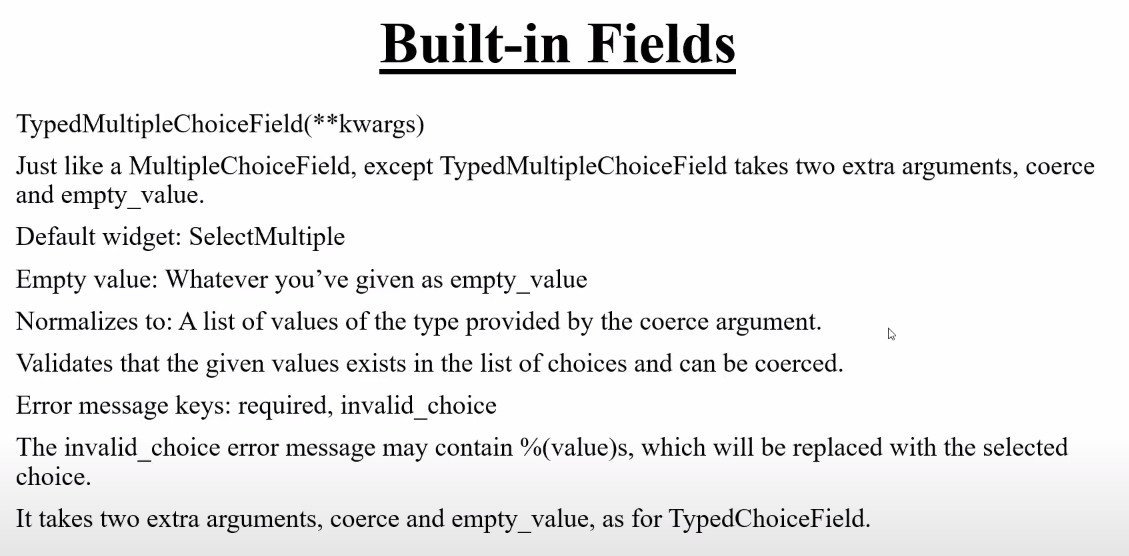 Built-in Fields
TypedMultipleChoiceField(**kwargs)
Just like a MultipleChoiceField, except TypedMultipleChoiceField takes two extra arguments, coerce
and empty_value.
Default widget: SelectMultiple
Empty value: Whatever you’ve given as empty_value
Normalizes to: A list of values of the type provided by the coerce argument.
Validates that the given values exists in the list of choices and can be coerced.
Error message keys: required, invalid_choice
The invalid_choice error message may contain %(value)s, which will be replaced with the selected
choice.
It takes two extra arguments, coerce and empty_value, as for TypedChoiceField.